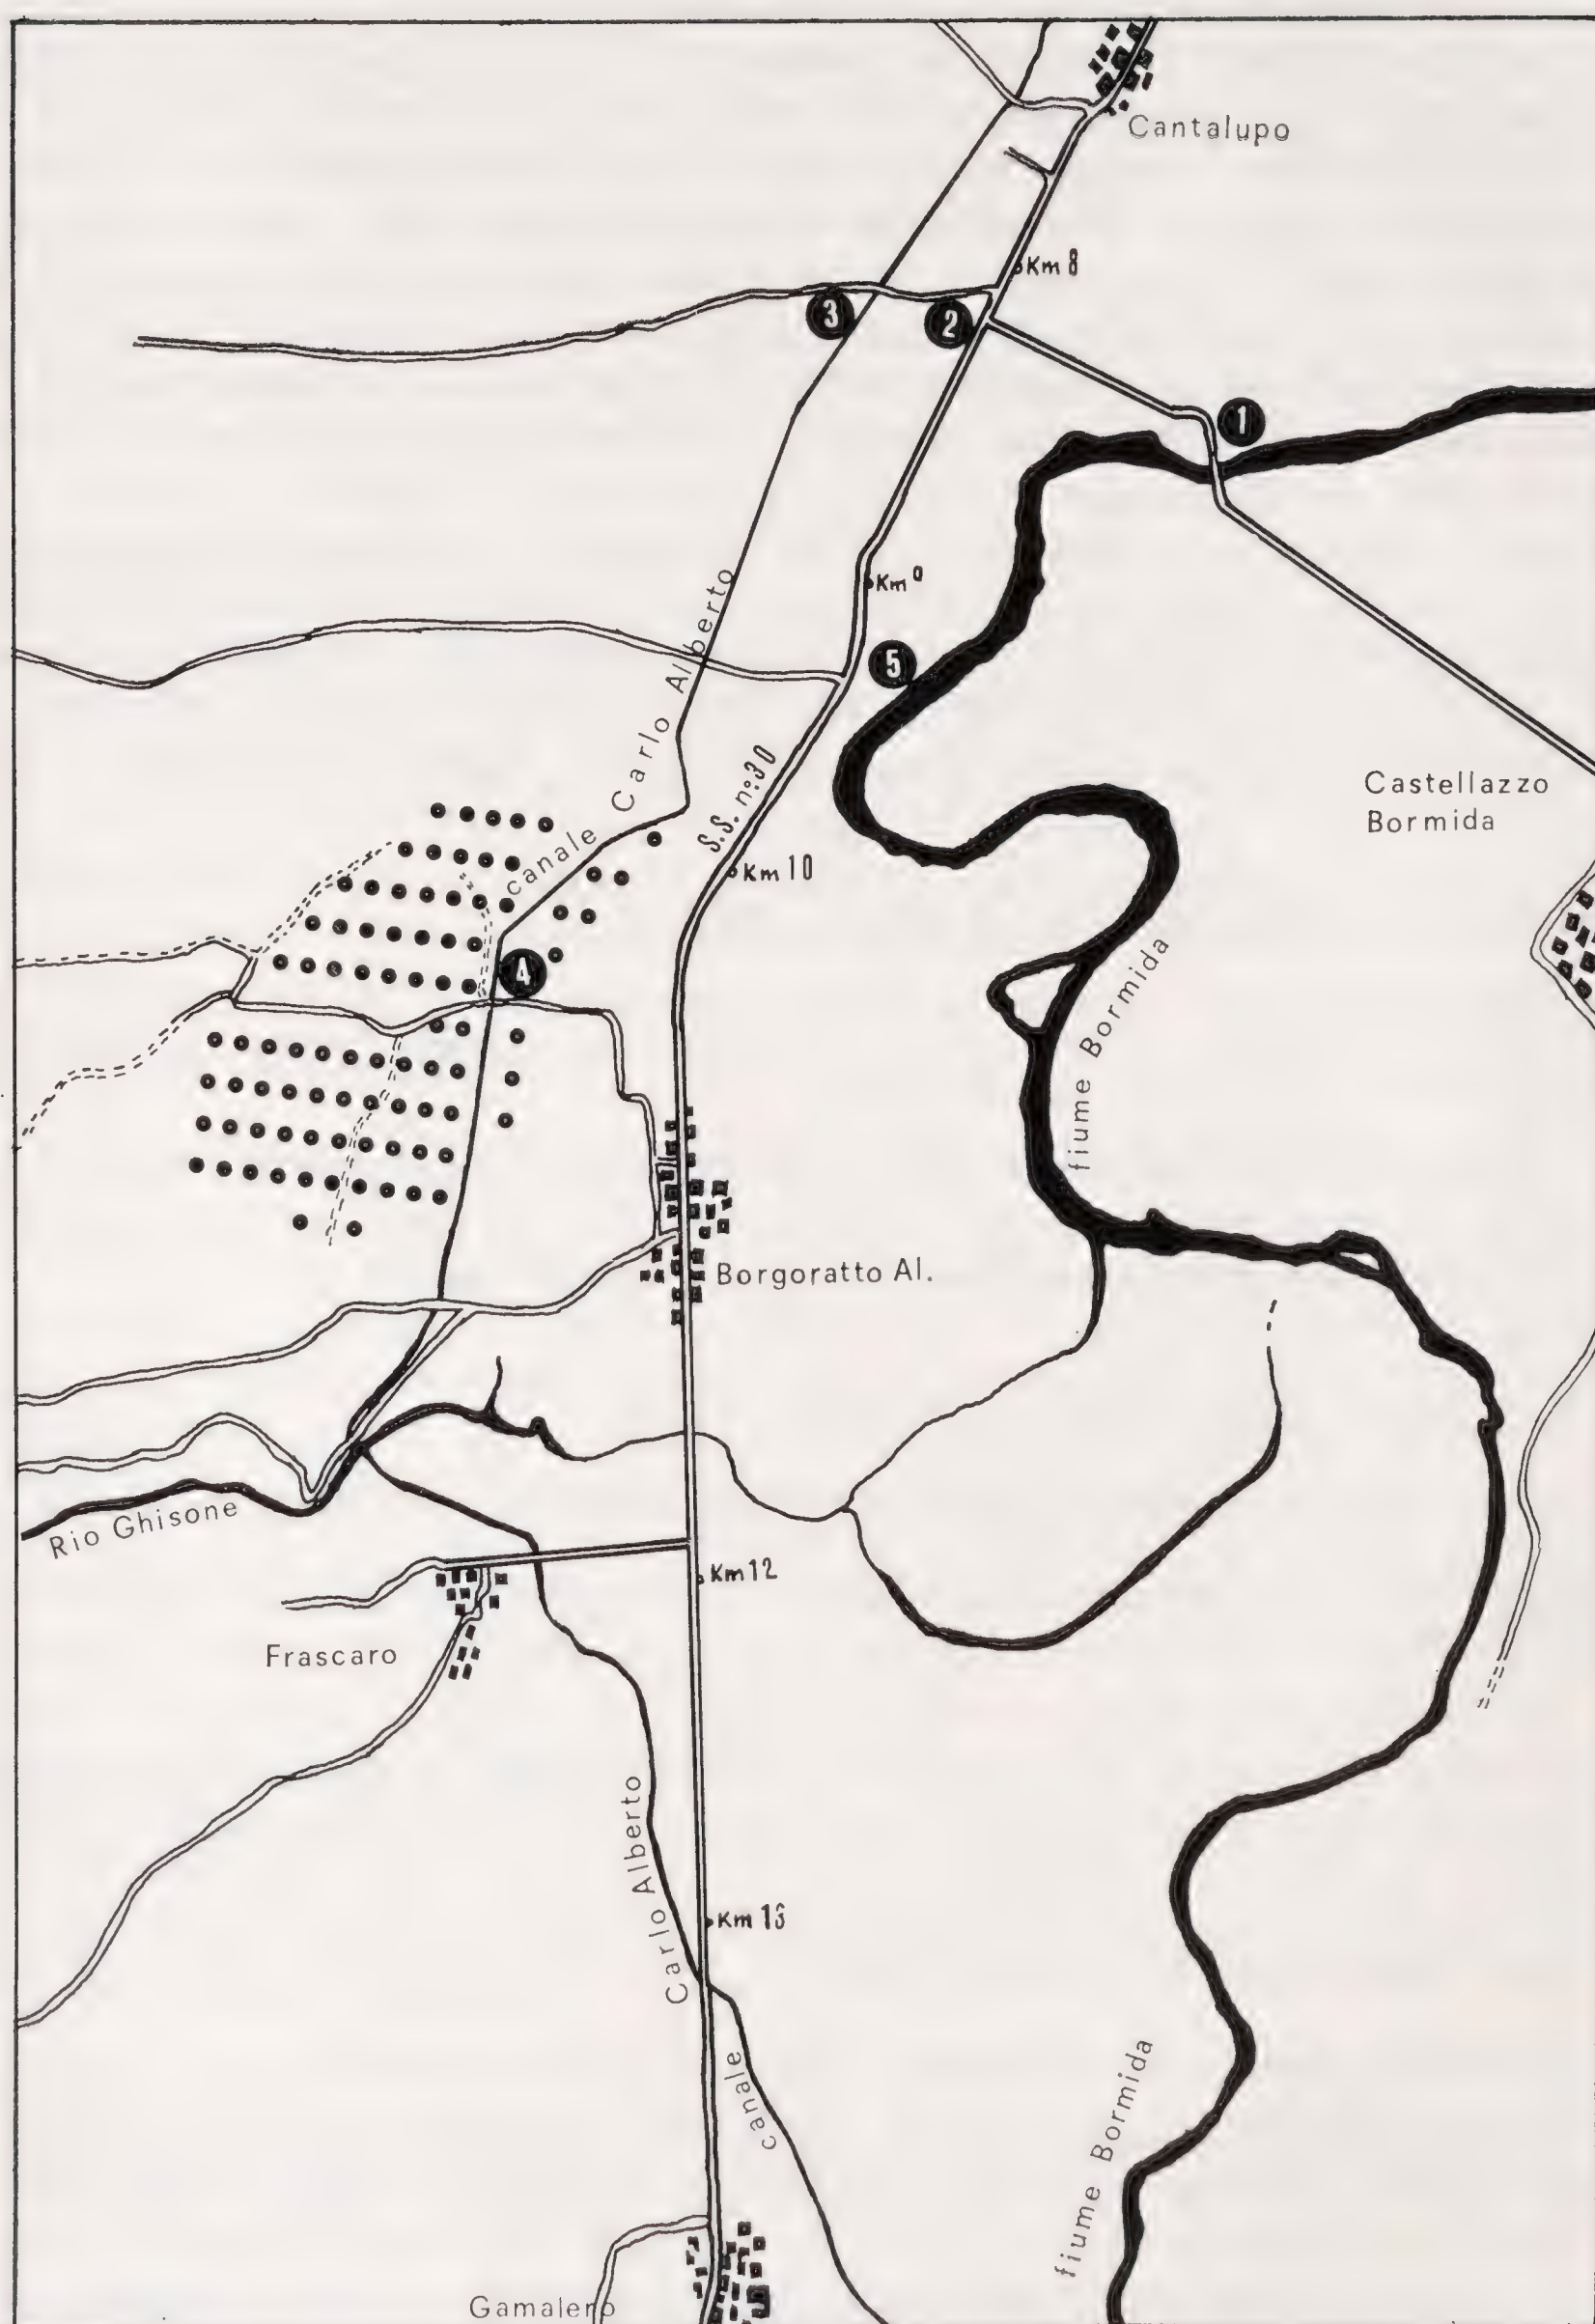 Cantalupo
Km 8
3
2
1
Km 9
5
canale Carlo Alberto
S.S. n:30
Castellazzo
Bormida
Km 10
4
fiume Bormida
Borgoratto Al.
Rio Ghisone
Km 12
Frascaro
Km 13
canale Carlo Alberto
fiume Bormida
Gamalero